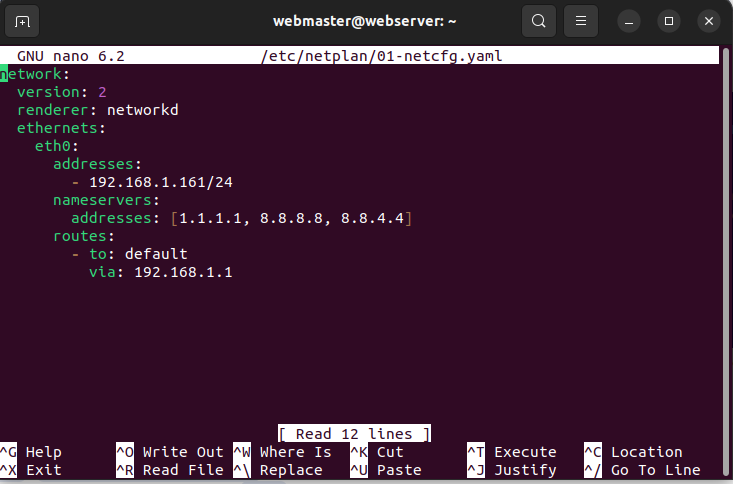 webmaster@webserver: ~
GNU nano 6.2 /etc/netplan/01-netcfg.yaml
network:
  version: 2
  renderer: networkd
  ethernets:
    eth0:
      addresses:
        - 192.168.1.161/24
      nameservers:
        addresses: [1.1.1.1, 8.8.8.8, 8.8.4.4]
      routes:
        - to: default
          via: 192.168.1.1
[ Read 12 lines ]
^G Help ^O Write Out ^W Where Is ^K Cut ^T Execute ^C Location
^X Exit ^R Read File ^\ Replace ^U Paste ^J Justify ^/ Go To Line